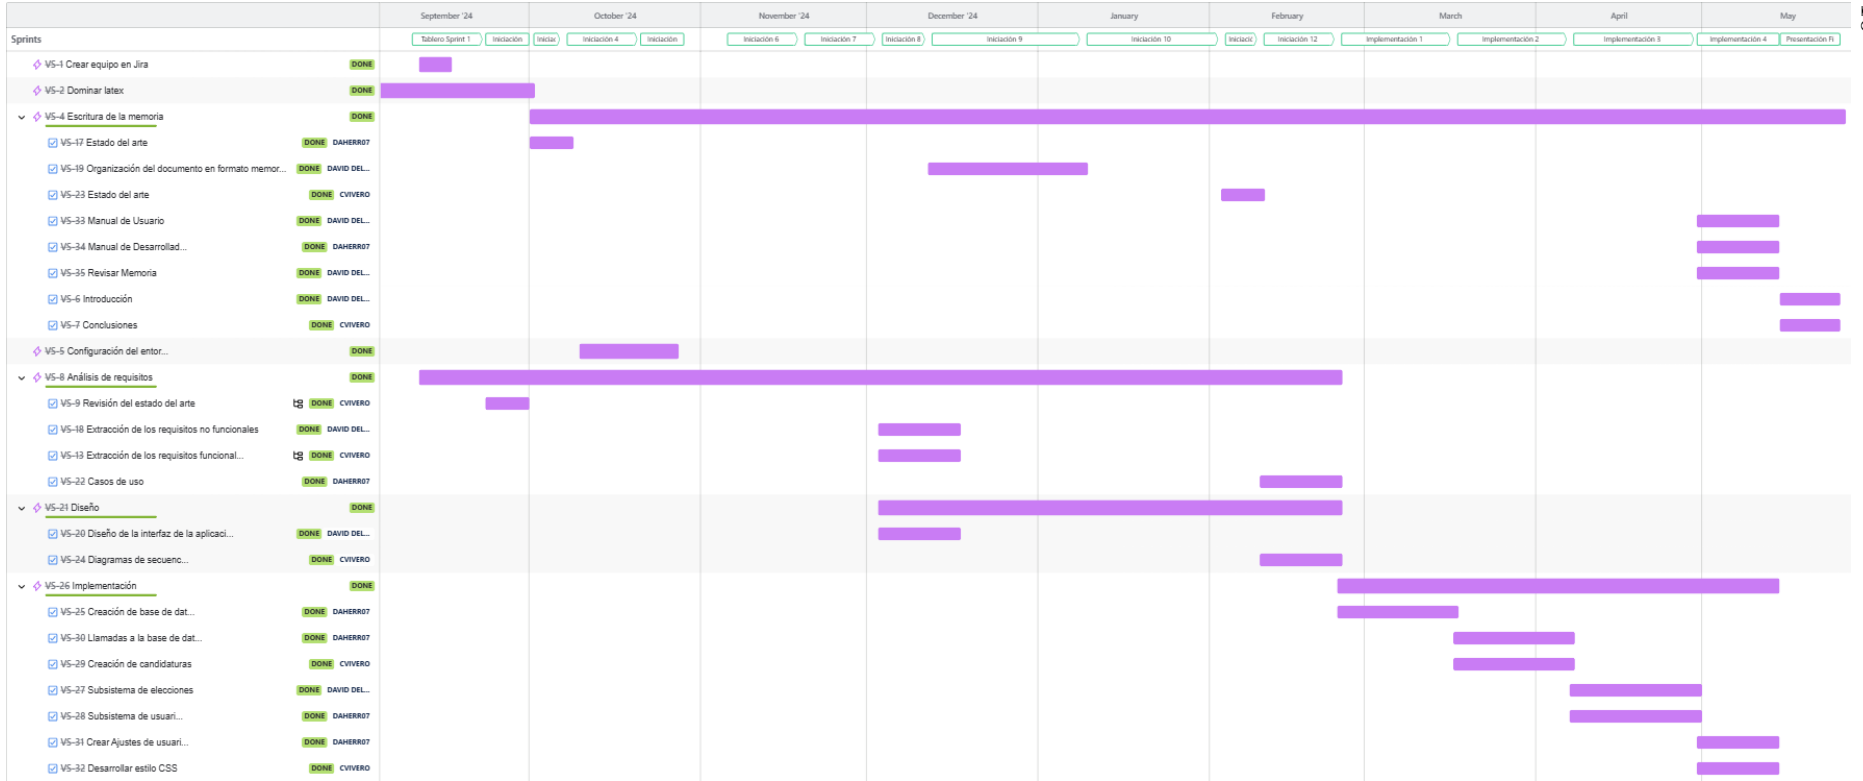 September '24 October '24 November '24 December '24 January February March April May
Sprints Tablero Sprint 1 Iniciación Iniciac Iniciación 4 Iniciación Iniciación 6 Iniciación 7 Iniciación 8 Iniciación 9 Iniciación 10 Iniciació Iniciación 12 Implementación 1 Implementación 2 Implementación 3 Implementación 4 Presentación Fi
VS-1 Crear equipo en Jira DONE
VS-2 Dominar latex DONE
VS-4 Escritura de la memoria DONE
VS-17 Estado del arte DONE DAHERR07
VS-19 Organización del documento en formato memor... DONE DAVID DEL...
VS-23 Estado del arte DONE CVIVERO
VS-33 Manual de Usuario DONE DAVID DEL...
VS-34 Manual de Desarrollad... DONE DAHERR07
VS-35 Revisar Memoria DONE DAVID DEL...
VS-6 Introducción DONE DAVID DEL...
VS-7 Conclusiones DONE CVIVERO
VS-5 Configuración del entor... DONE
VS-8 Análisis de requisitos DONE
VS-9 Revisión del estado del arte DONE CVIVERO
VS-18 Extracción de los requisitos no funcionales DONE DAVID DEL...
VS-13 Extracción de los requisitos funcional... DONE CVIVERO
VS-22 Casos de uso DONE DAHERR07
VS-21 Diseño DONE
VS-20 Diseño de la interfaz de la aplicaci... DONE DAVID DEL...
VS-24 Diagramas de secuenc... DONE CVIVERO
VS-26 Implementación DONE
VS-25 Creación de base de dat... DONE DAHERR07
VS-30 Llamadas a la base de dat... DONE DAHERR07
VS-29 Creación de candidaturas DONE CVIVERO
VS-27 Subsistema de elecciones DONE DAVID DEL...
VS-28 Subsistema de usuari... DONE DAHERR07
VS-31 Crear Ajustes de usuari... DONE DAHERR07
VS-32 Desarrollar estilo CSS DONE CVIVERO